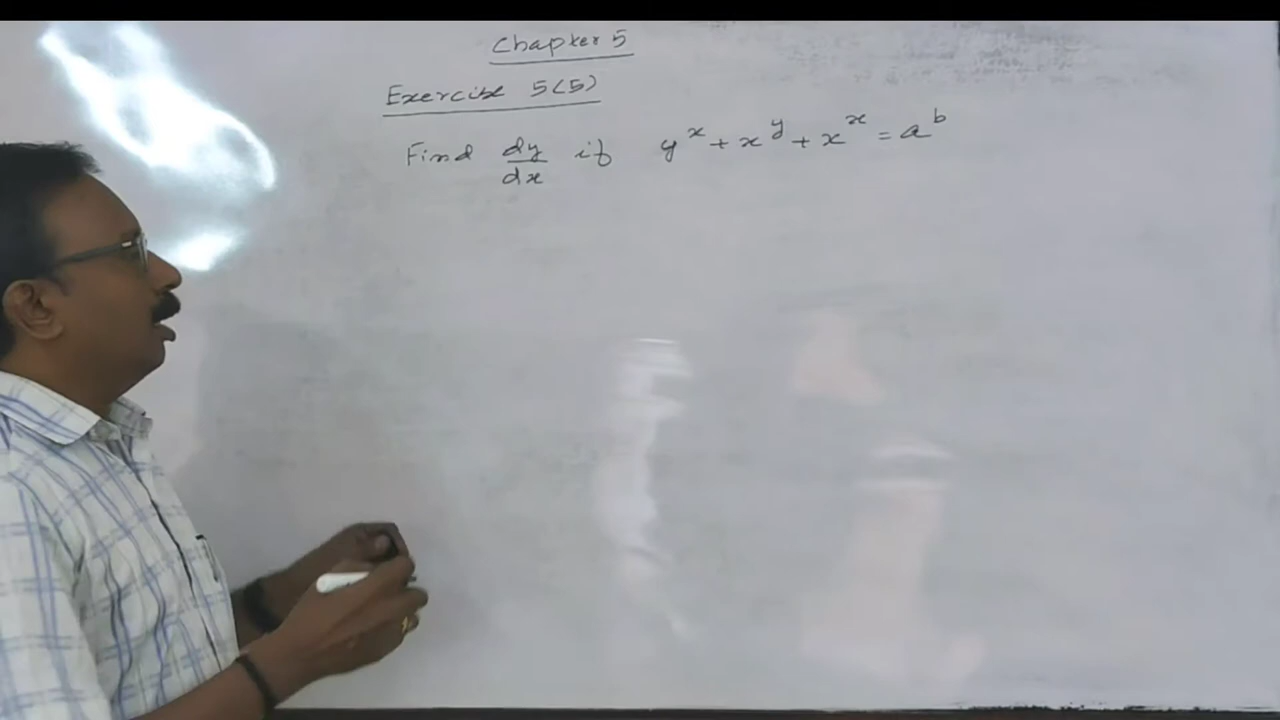 Chapter 5
Exercise 5(5)
Find dy/dx if y^x + x^y + x^x = a^b